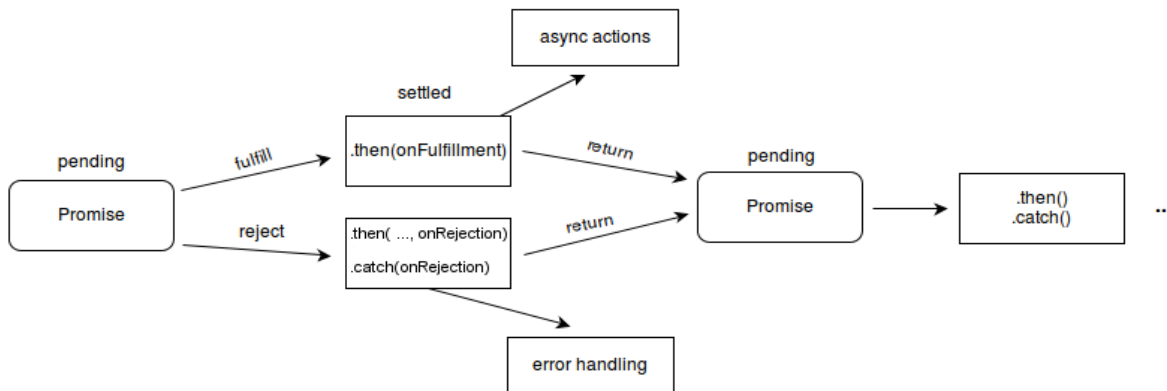 async actions
settled
.then(onFulfillment)
fulfill
return
pending
pending
Promise
Promise
.then()
.catch()
..
reject
.then( ..., onRejection)
return
.catch(onRejection)
error handling